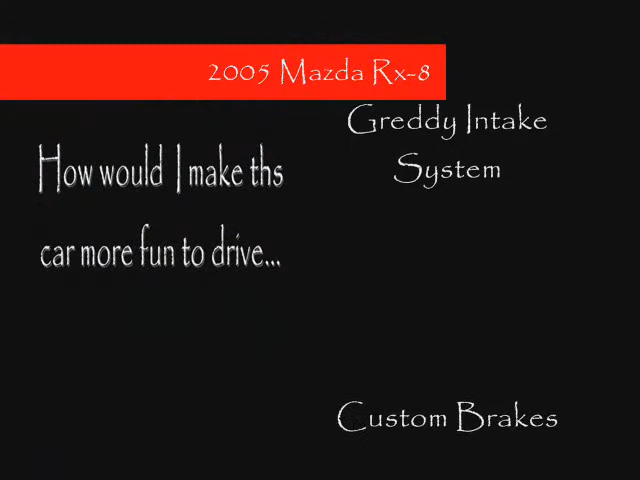 2005 Mazda Rx-8
How would I make ths
car more fun to drive...
Greddy Intake
System
Custom Brakes